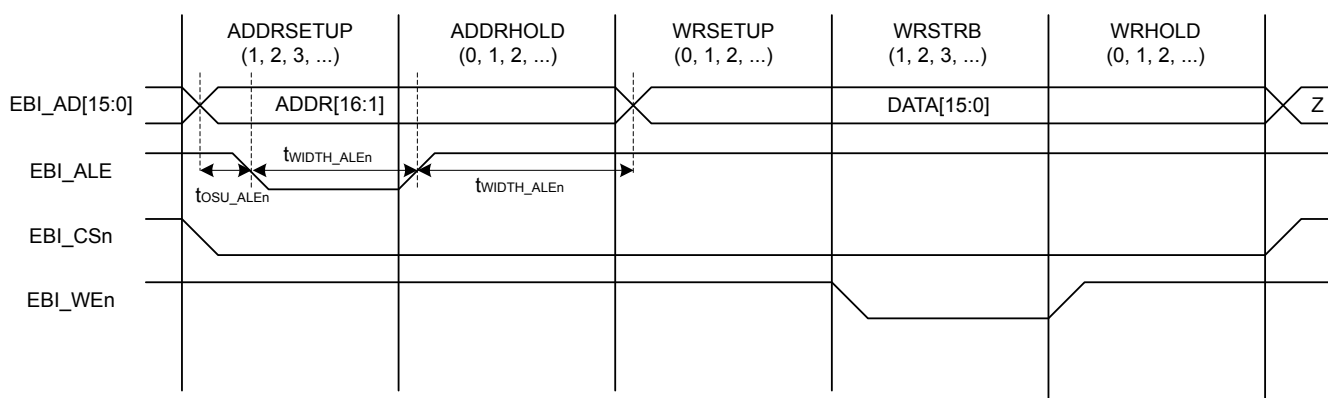 ADDRSETUP
(1, 2, 3, ...)
ADDRHOLD
(0, 1, 2, ...)
WRSETUP
(0, 1, 2, ...)
WRSTRB
(1, 2, 3, ...)
WRHOLD
(0, 1, 2, ...)
EBI_AD[15:0]
ADDR[16:1]
DATA[15:0]
Z
EBI_ALE
tWIDTH_ALEn
tWIDTH_ALEn
tOSU_ALEn
EBI_CSn
EBI_WEn